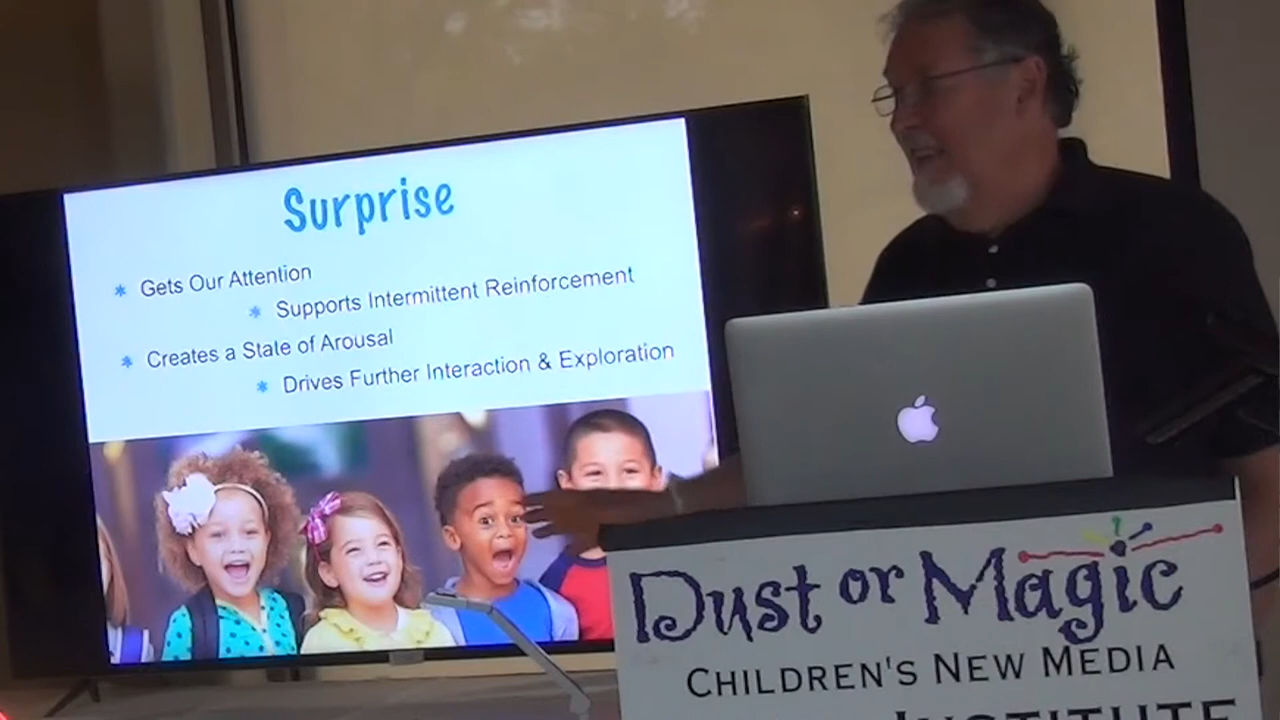 Surprise
Gets Our Attention
Supports Intermittent Reinforcement
Creates a State of Arousal
Drives Further Interaction & Exploration
Dust or Magic
CHILDREN'S NEW MEDIA
INSTITUTE